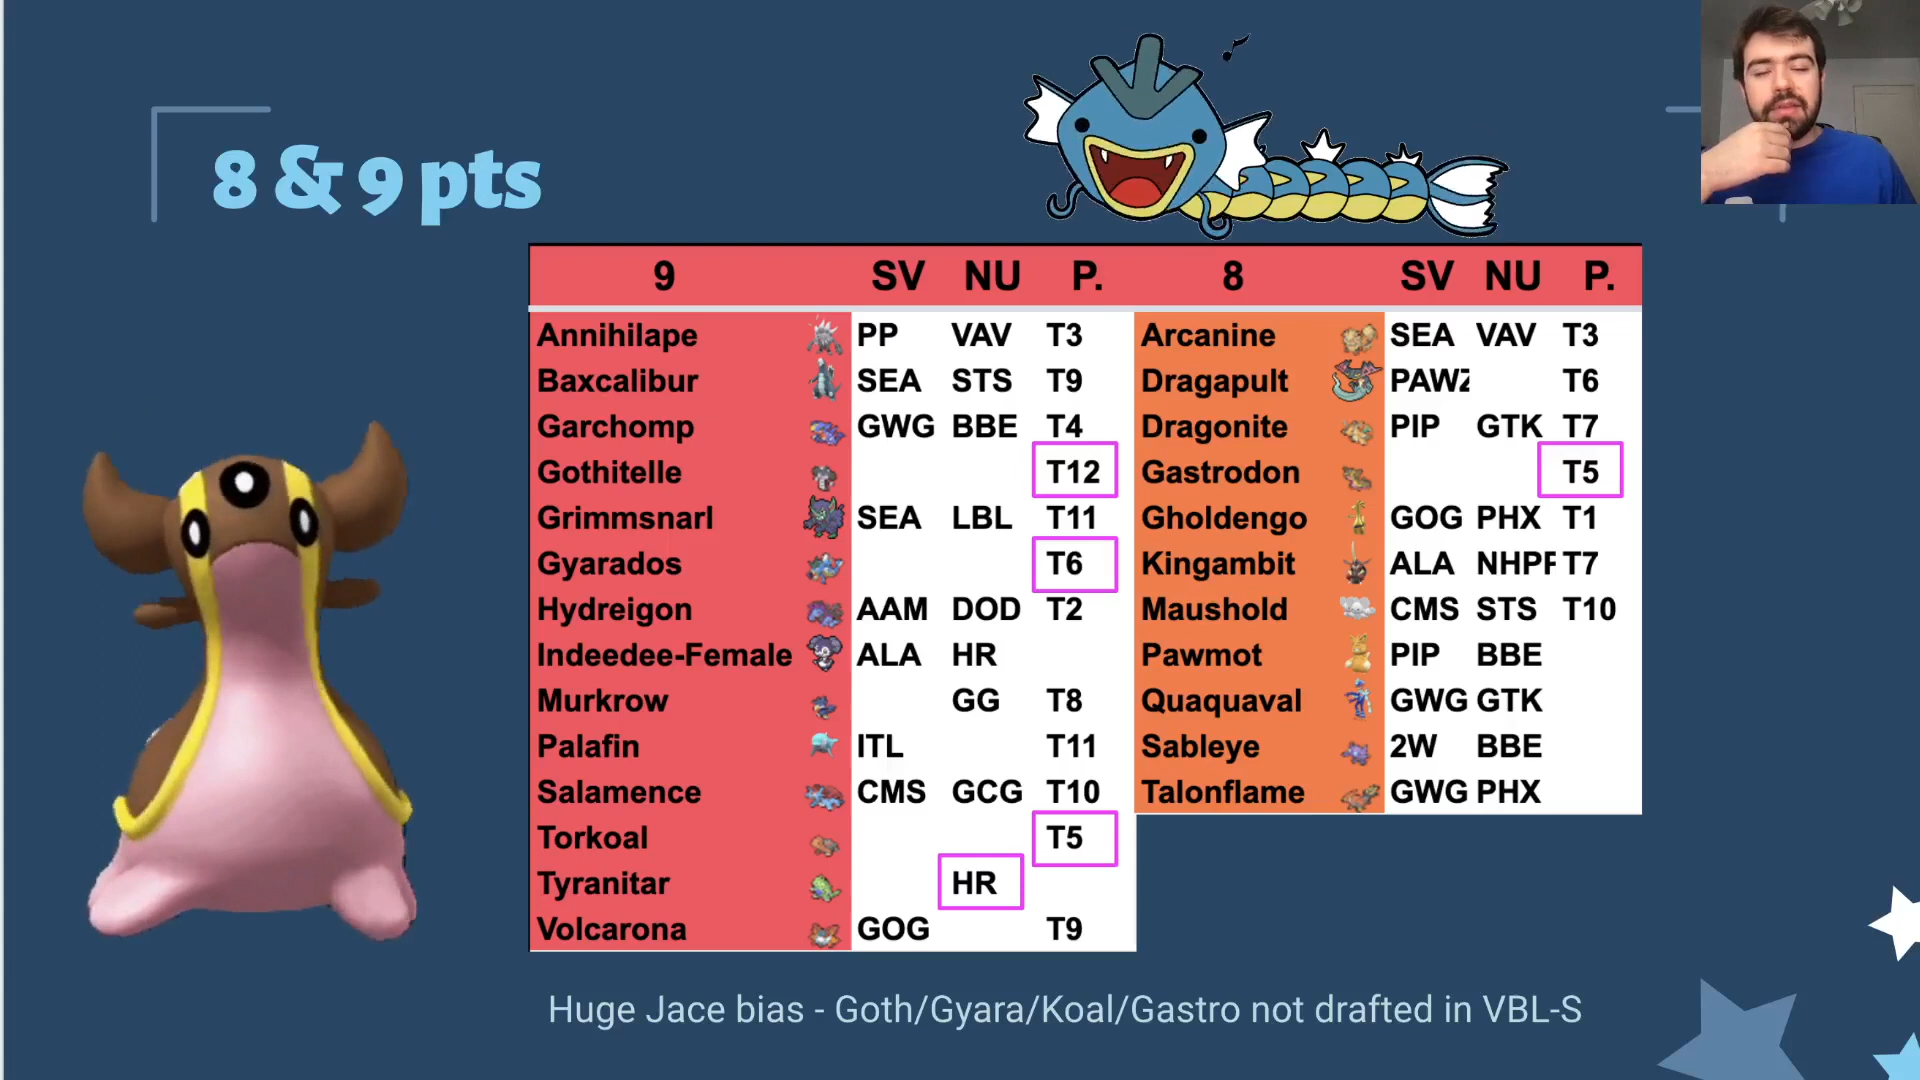 8 & 9 pts
9 SV NU P. 8 SV NU P.
Annihilape PP VAV T3 Arcanine SEA VAV T3
Baxcalibur SEA STS T9 Dragapult PAWZ T6
Garchomp GWG BBE T4 Dragonite PIP GTK T7
Gothitelle T12 Gastrodon T5
Grimmsnarl SEA LBL T11 Gholdengo GOG PHX T1
Gyarados T6 Kingambit ALA NHPF T7
Hydreigon AAM DOD T2 Maushold CMS STS T10
Indeedee-Female ALA HR Pawmot PIP BBE
Murkrow GG T8 Quaquaval GWG GTK
Palafin ITL T11 Sableye 2W BBE
Salamence CMS GCG T10 Talonflame GWG PHX
Torkoal T5
Tyranitar HR
Volcarona GOG T9
Huge Jace bias - Goth/Gyara/Koal/Gastro not drafted in VBL-S